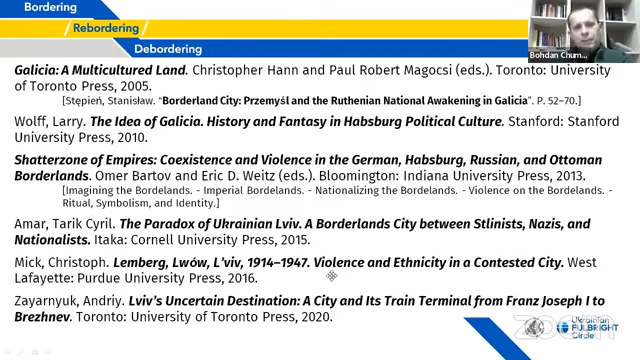 Bordering
Rebordering
Debordering
Bohdan Chum...
Galicia: A Multicultured Land. Christopher Hann and Paul Robert Magocsi (eds.). Toronto: University
of Toronto Press, 2005.
[Stępień, Stanisław. “Borderland City: Przemyśl and the Ruthenian National Awakening in Galicia”. P. 52–70.]
Wolff, Larry. The Idea of Galicia. History and Fantasy in Habsburg Political Culture. Stanford: Stanford
University Press, 2010.
Shatterzone of Empires: Coexistence and Violence in the German, Habsburg, Russian, and Ottoman
Borderlands. Omer Bartov and Eric D. Weitz (eds.). Bloomington: Indiana University Press, 2013.
[Imagining the Bordelands. - Imperial Bordelands. - Nationalizing the Bordelands. - Violence on the Bordelands. -
Ritual, Symbolism, and Identity.]
Amar, Tarik Cyril. The Paradox of Ukrainian Lviv. A Borderlands City between Stlinists, Nazis, and
Nationalists. Itaka: Cornell University Press, 2015.
Mick, Christoph. Lemberg, Lwów, L’viv, 1914–1947. Violence and Ethnicity in a Contested City. West
Lafayette: Purdue University Press, 2016.
Zayarnyuk, Andriy. Lviv’s Uncertain Destination: A City and Its Train Terminal from Franz Joseph I to
Brezhnev. Toronto: University of Toronto Press, 2020.
zoom
Ukrainian
FULBRIGHT
Circle